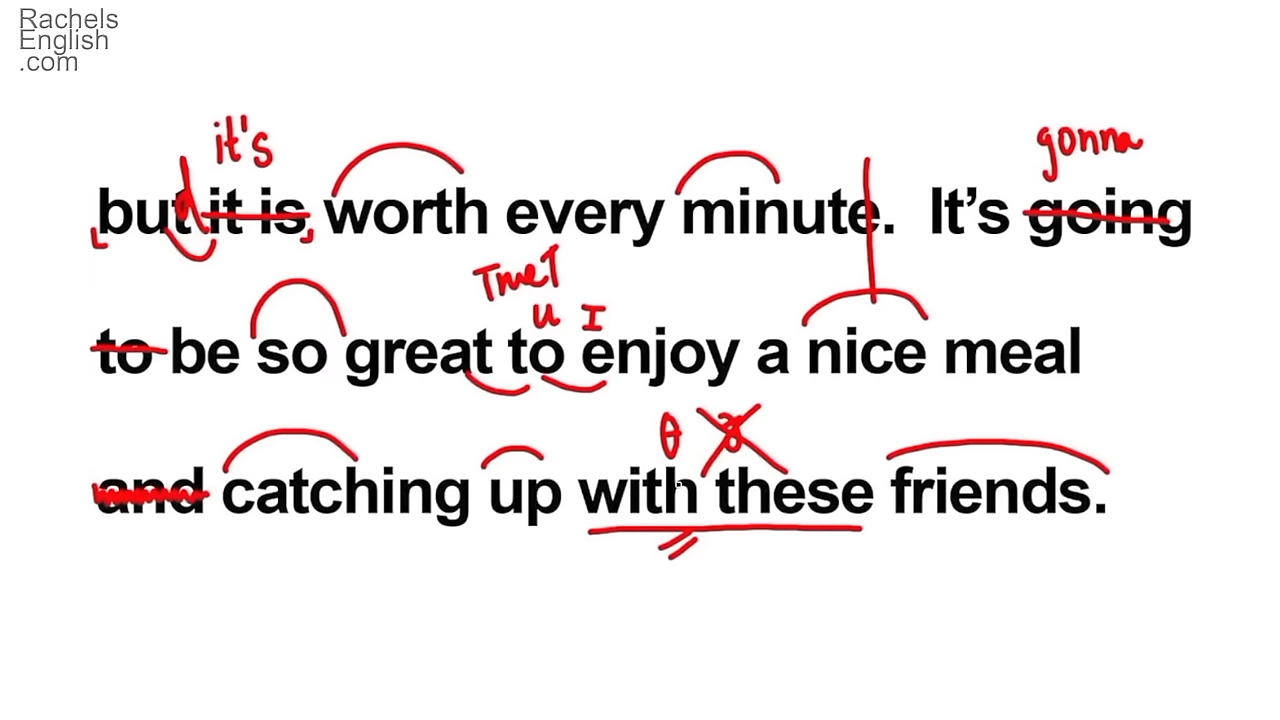 Rachels
English
.com
it's
gonna
but it is worth every minute. It's going
True T
u I
to be so great to enjoy a nice meal
θ
and catching up with these friends.